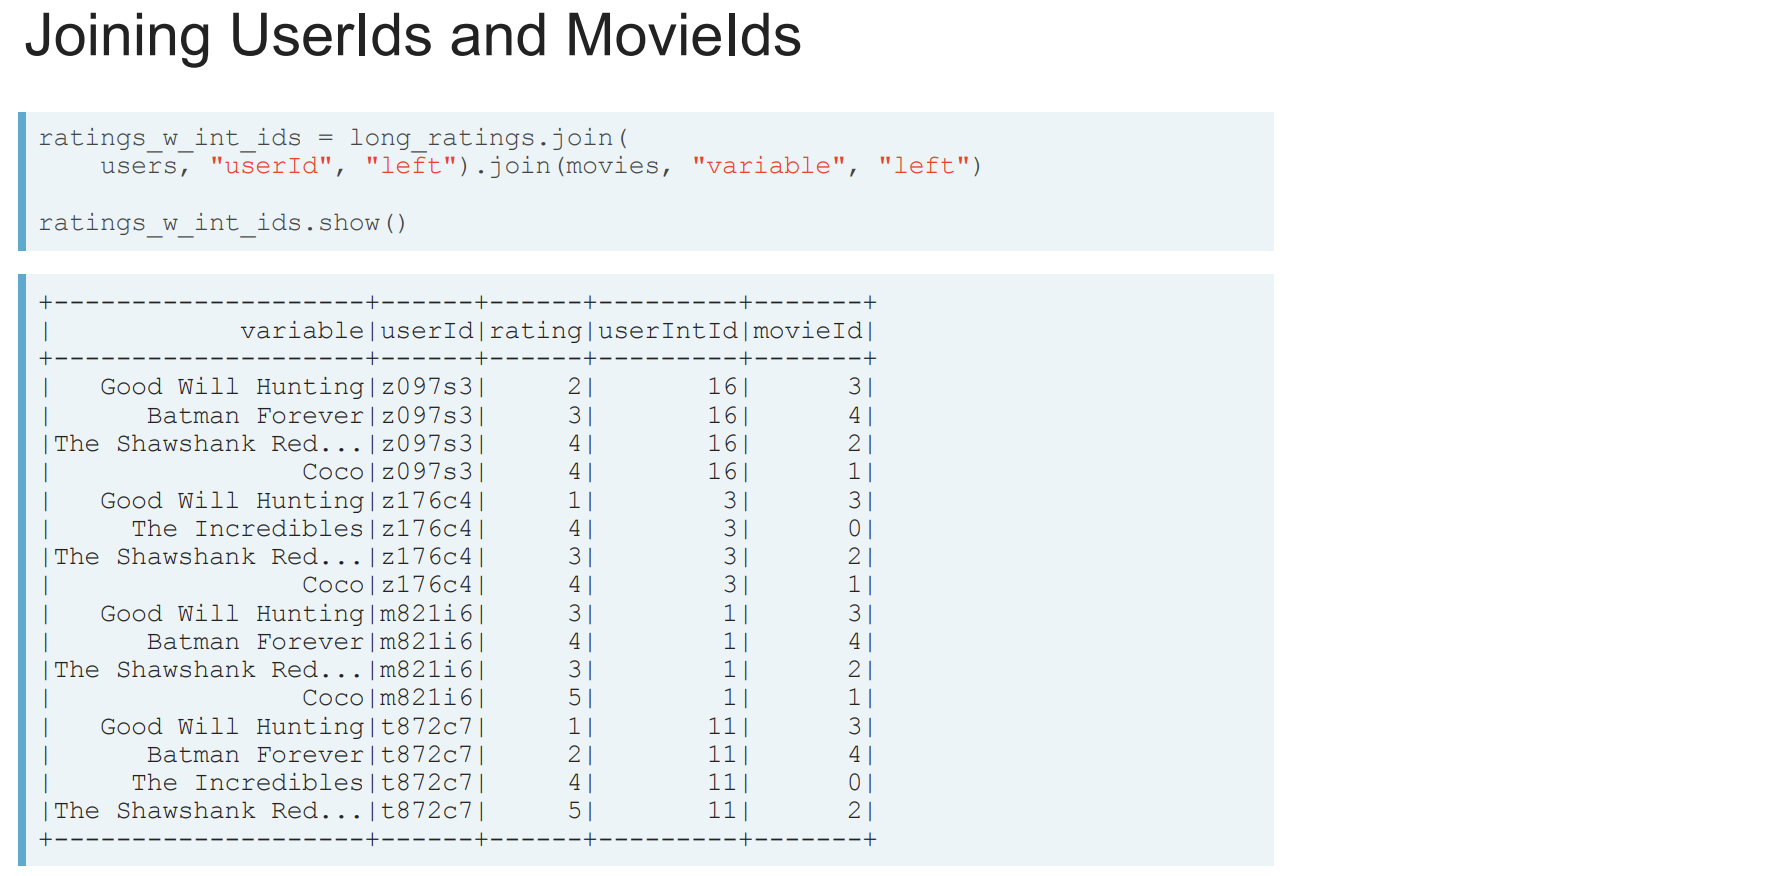 Joining UserIds and MovieIds
ratings_w_int_ids = long_ratings.join(
    users, "userId", "left").join(movies, "variable", "left")
ratings_w_int_ids.show()
+--------------------+------+------+---------+-------+
|            variable|userId|rating|userIntId|movieId|
+--------------------+------+------+---------+-------+
|   Good Will Hunting|z097s3|     2|       16|      3|
|      Batman Forever|z097s3|     3|       16|      4|
|The Shawshank Red...|z097s3|     4|       16|      2|
|                Coco|z097s3|     4|       16|      1|
|   Good Will Hunting|z176c4|     1|        3|      3|
|     The Incredibles|z176c4|     4|        3|      0|
|The Shawshank Red...|z176c4|     3|        3|      2|
|                Coco|z176c4|     4|        3|      1|
|   Good Will Hunting|m821i6|     3|        1|      3|
|      Batman Forever|m821i6|     4|        1|      4|
|The Shawshank Red...|m821i6|     3|        1|      2|
|                Coco|m821i6|     5|        1|      1|
|   Good Will Hunting|t872c7|     1|       11|      3|
|      Batman Forever|t872c7|     2|       11|      4|
|     The Incredibles|t872c7|     4|       11|      0|
|The Shawshank Red...|t872c7|     5|       11|      2|
+--------------------+------+------+---------+-------+